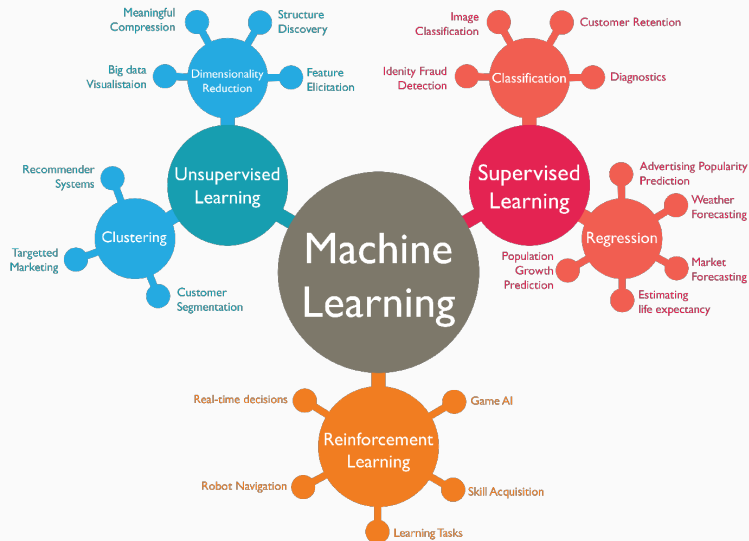 Meaningful
Compression
Structure
Discovery
Big data
Visualistaion
Dimensionality
Reduction
Feature
Elicitation
Unsupervised
Learning
Recommender
Systems
Clustering
Targetted
Marketing
Customer
Segmentation
Image
Classification
Customer Retention
Idenity Fraud
Detection
Classification
Diagnostics
Supervised
Learning
Advertising Popularity
Prediction
Weather
Forecasting
Regression
Population
Growth
Prediction
Market
Forecasting
Estimating
life expectancy
Machine
Learning
Real-time decisions
Game AI
Reinforcement
Learning
Robot Navigation
Skill Acquisition
Learning Tasks